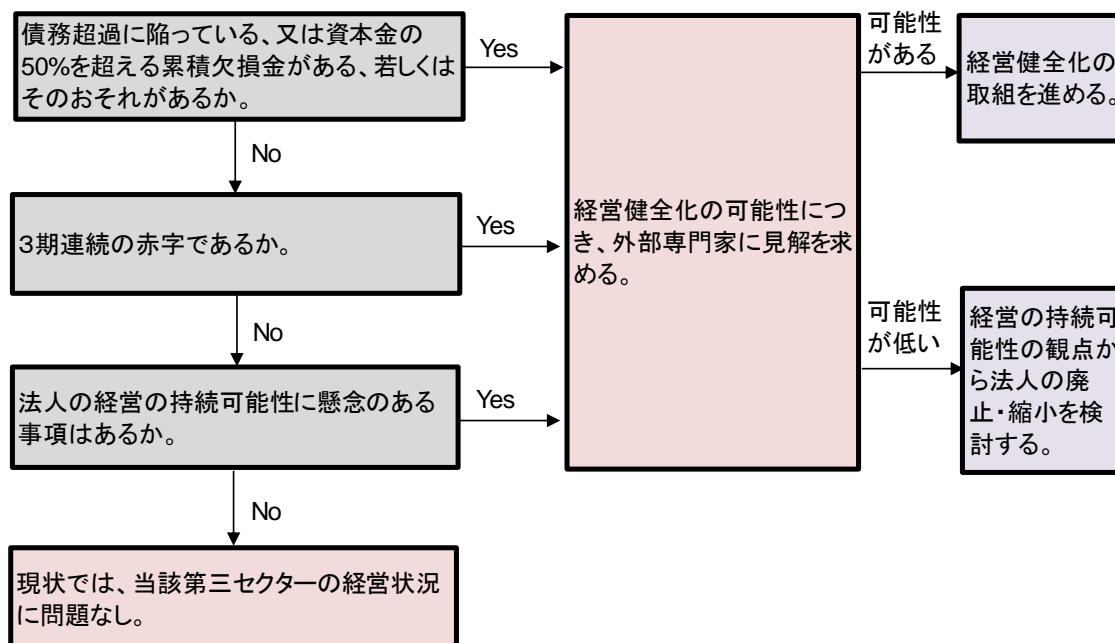 債務超過に陥っている、又は資本金の
50%を超える累積欠損金がある、若しくは
そのおそれがあるか。
Yes
No
3期連続の赤字であるか。
Yes
No
法人の経営の持続可能性に懸念のある
事項はあるか。
Yes
No
現状では、当該第三セクターの経営状況
に問題なし。
経営健全化の可能性につ
き、外部専門家に見解を求
める。
可能性
がある
経営健全化の
取組を進める。
可能性
が低い
経営の持続可
能性の観点か
ら法人の廃
止・縮小を検
討する。